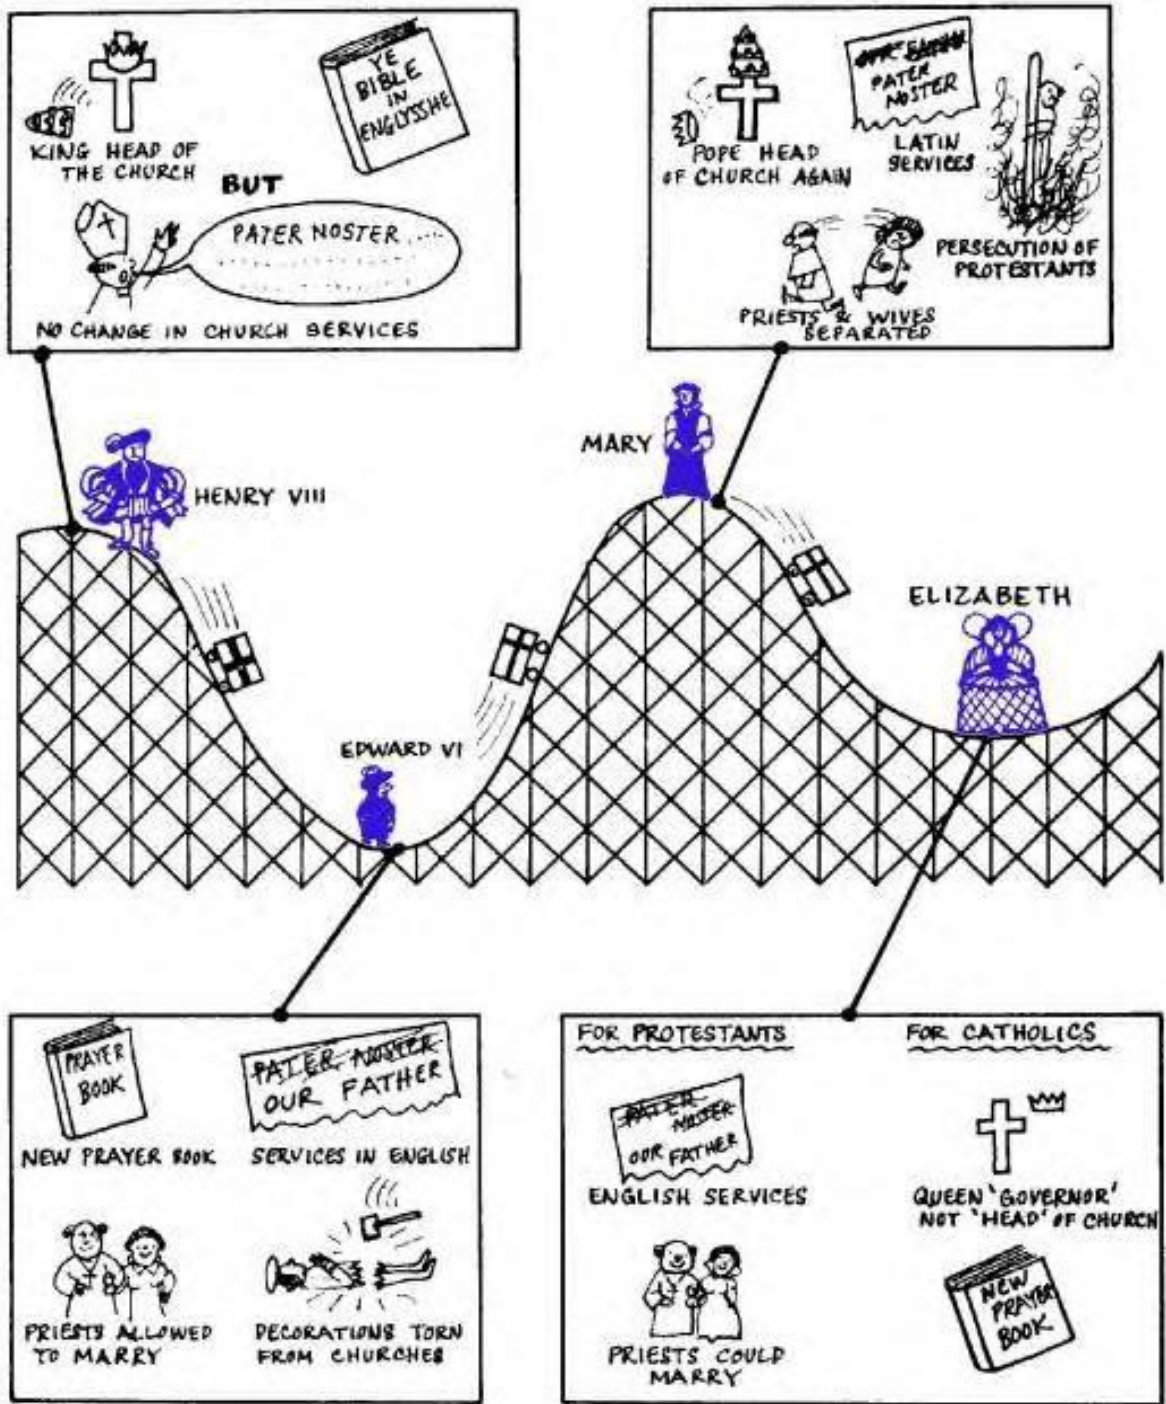 KING HEAD OF
THE CHURCH
YE
BIBLE
IN
ENGLYSSHE
BUT
PATER NOSTER ....
NO CHANGE IN CHURCH SERVICES
POPE HEAD
OF CHURCH AGAIN
OUR FATHER
PATER
NOSTER
LATIN
SERVICES
PERSECUTION OF
PROTESTANTS
PRIESTS & WIVES
SEPARATED
HENRY VIII
MARY
EDWARD VI
ELIZABETH
PRAYER
BOOK
NEW PRAYER BOOK
PATER NOSTER
OUR FATHER
SERVICES IN ENGLISH
PRIESTS ALLOWED
TO MARRY
DECORATIONS TORN
FROM CHURCHES
FOR PROTESTANTS
PATER
NOSTER
OUR FATHER
ENGLISH SERVICES
PRIESTS COULD
MARRY
FOR CATHOLICS
QUEEN 'GOVERNOR'
NOT 'HEAD' OF CHURCH
NEW
PRAYER
BOOK